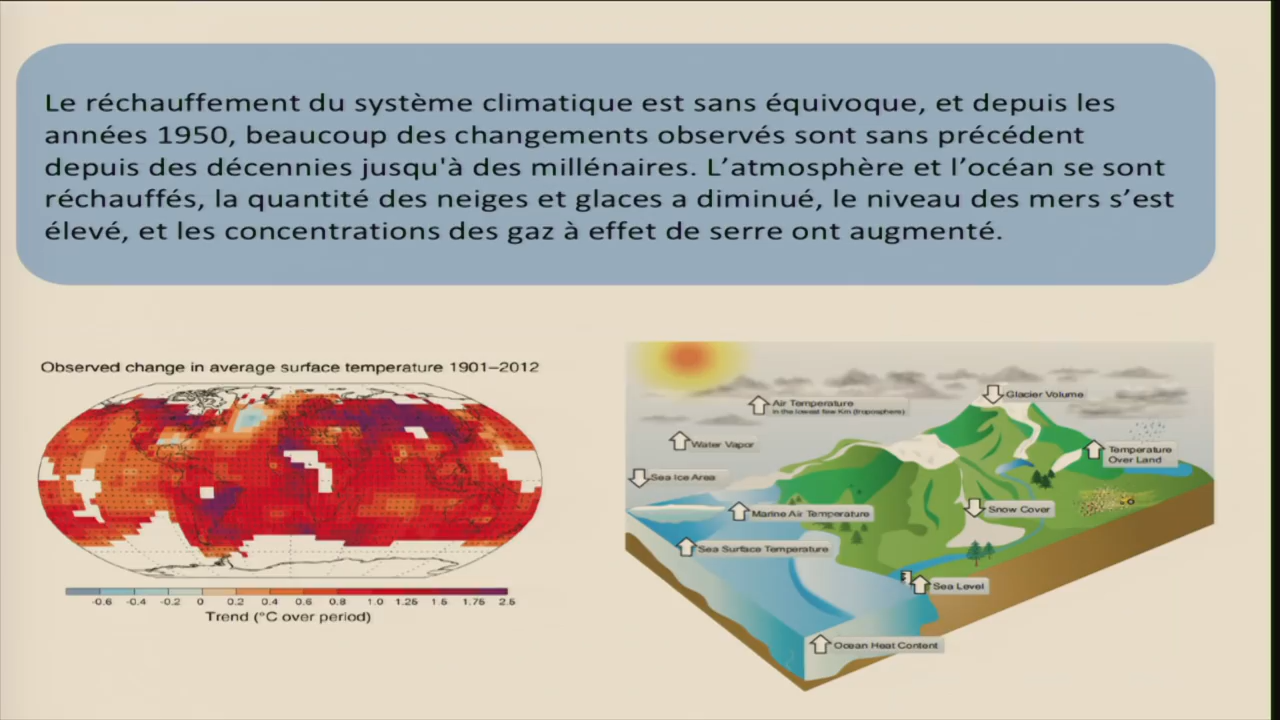 Le réchauffement du système climatique est sans équivoque, et depuis les
années 1950, beaucoup des changements observés sont sans précédent
depuis des décennies jusqu'à des millénaires. L’atmosphère et l’océan se sont
réchauffés, la quantité des neiges et glaces a diminué, le niveau des mers s’est
élevé, et les concentrations des gaz à effet de serre ont augmenté.
Observed change in average surface temperature 1901–2012
-0.6 -0.4 -0.2 0 0.2 0.4 0.6 0.8 1.0 1.25 1.5 1.75 2.5
Trend (°C over period)
Glacier Volume
Air Temperature
in the lowest few Km (troposphere)
Water Vapor
Temperature
Over Land
Sea Ice Area
Marine Air Temperature
Snow Cover
Sea Surface Temperature
Sea Level
Ocean Heat Content